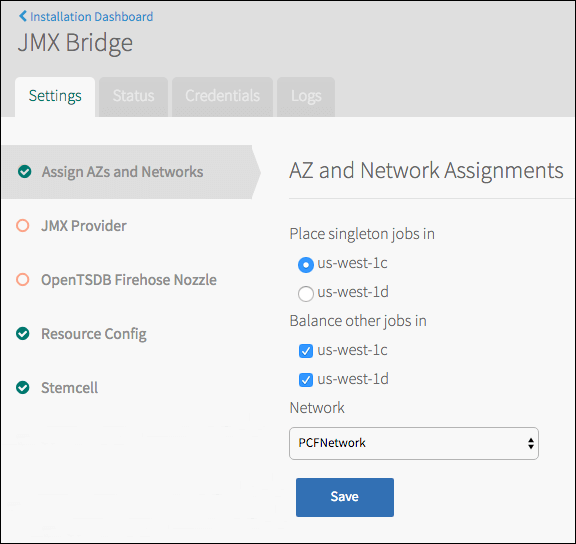 Installation Dashboard
JMX Bridge
Settings
Status
Credentials
Logs
Assign AZs and Networks
JMX Provider
OpenTSDB Firehose Nozzle
Resource Config
Stemcell
AZ and Network Assignments
Place singleton jobs in
us-west-1c
us-west-1d
Balance other jobs in
us-west-1c
us-west-1d
Network
PCFNetwork
Save